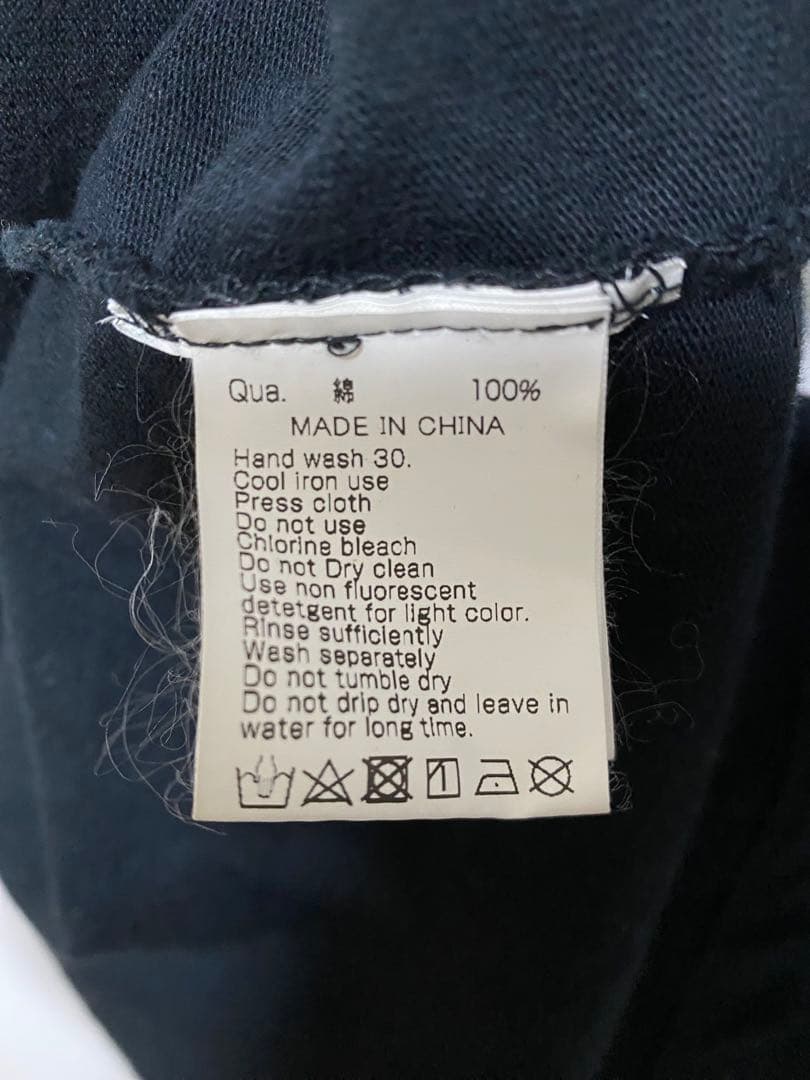 Qua. 綿 100%
MADE IN CHINA
Hand wash 30.
Cool iron use
Press cloth
Do not use
Chlorine bleach
Do not Dry clean
Use non fluorescent
detetgent for light color.
Rinse sufficiently
Wash separately
Do not tumble dry
Do not drip dry and leave in
water for long time.